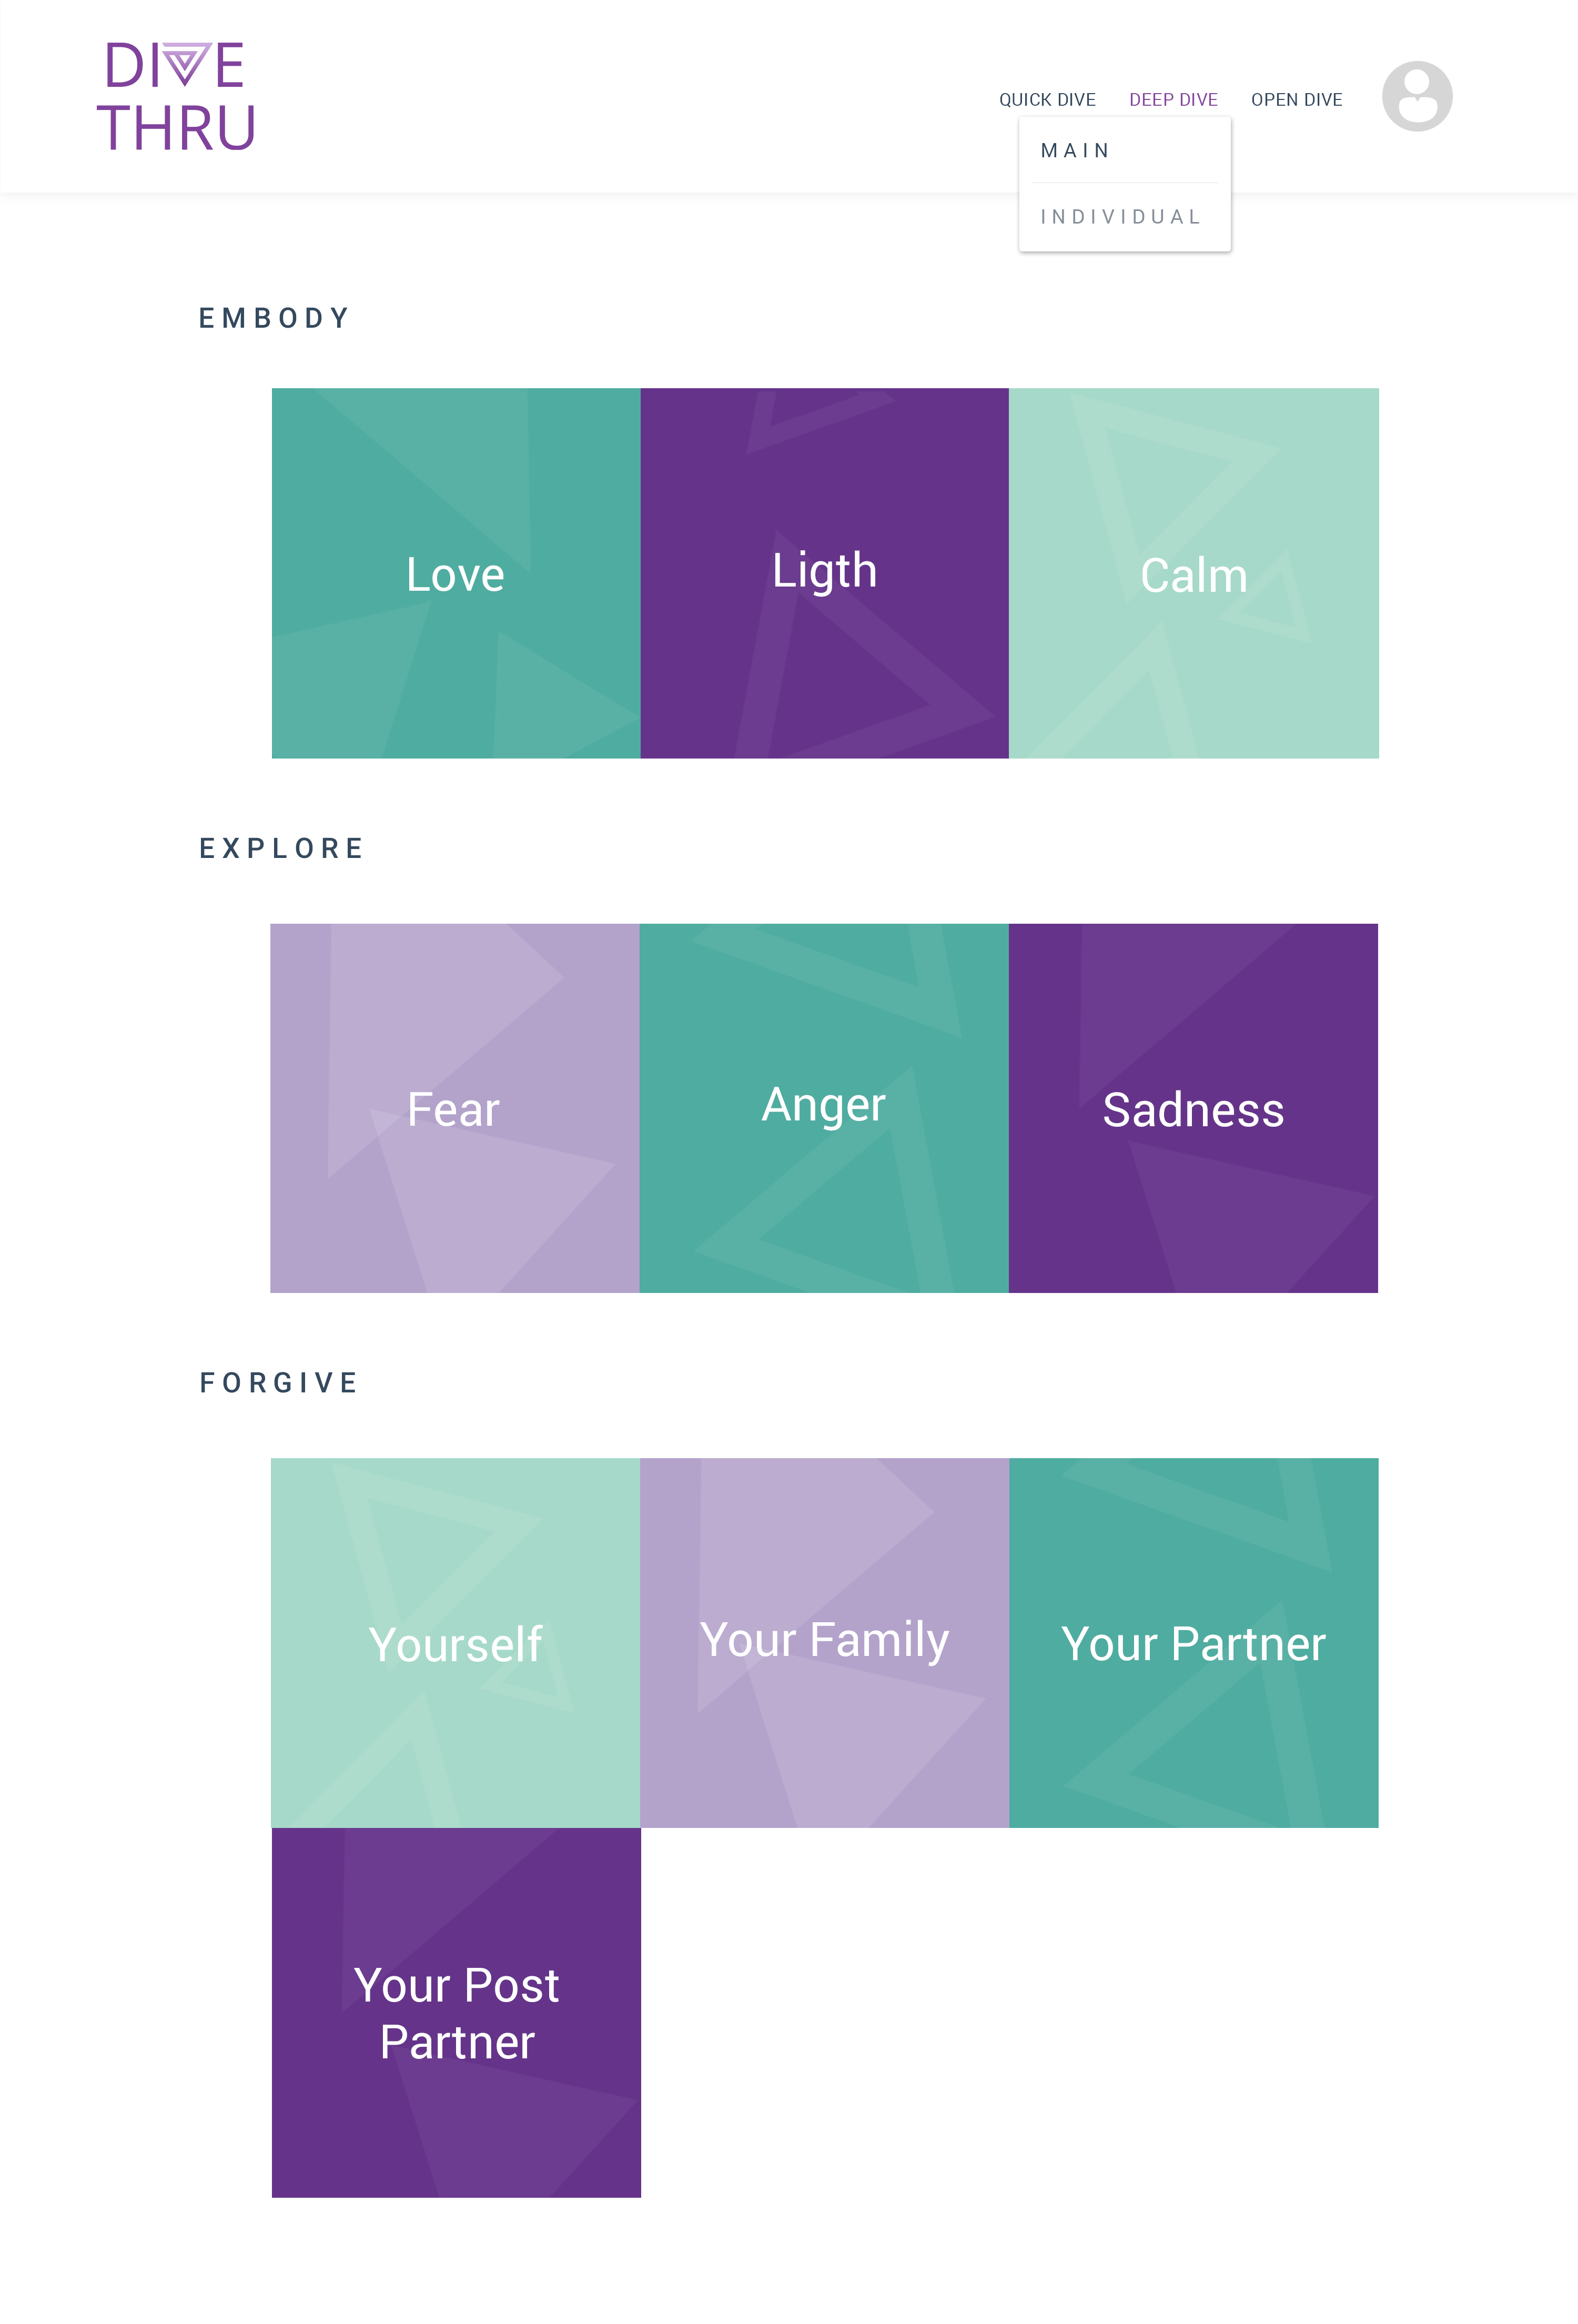 DIVE
THRU
QUICK DIVE
DEEP DIVE
OPEN DIVE
MAIN
INDIVIDUAL
EMBODY
Love
Ligth
Calm
EXPLORE
Fear
Anger
Sadness
FORGIVE
Yourself
Your Family
Your Partner
Your Post
Partner